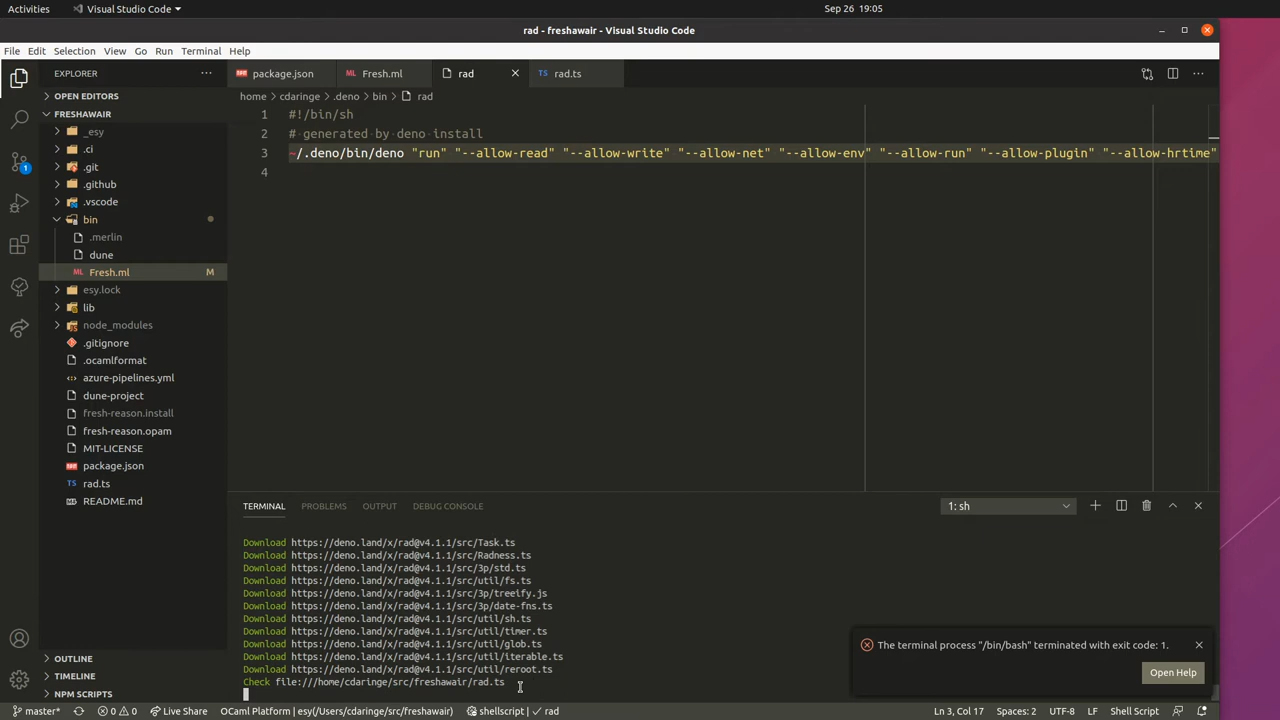 Activities
Visual Studio Code
Sep 26 19:05
rad - freshawair - Visual Studio Code
File Edit Selection View Go Run Terminal Help
EXPLORER
package.json
Fresh.ml
rad
TS rad.ts
OPEN EDITORS
home > cdaringe > .deno > bin > rad
FRESHAWAIR
_esy
.ci
.git
.github
.vscode
bin
.merlin
dune
ML Fresh.ml M
esy.lock
lib
node_modules
.gitignore
.ocamlformat
azure-pipelines.yml
dune-project
fresh-reason.install
fresh-reason.opam
MIT-LICENSE
package.json
TS rad.ts
README.md
OUTLINE
TIMELINE
NPM SCRIPTS
1 #!/bin/sh
2 # generated by deno install
3 ~/.deno/bin/deno "run" "--allow-read" "--allow-write" "--allow-net" "--allow-env" "--allow-run" "--allow-plugin" "--allow-hrtime"
4
TERMINAL PROBLEMS OUTPUT DEBUG CONSOLE
1: sh
Download https://deno.land/x/rad@v4.1.1/src/Task.ts
Download https://deno.land/x/rad@v4.1.1/src/Radness.ts
Download https://deno.land/x/rad@v4.1.1/src/3p/std.ts
Download https://deno.land/x/rad@v4.1.1/src/util/fs.ts
Download https://deno.land/x/rad@v4.1.1/src/3p/treeify.js
Download https://deno.land/x/rad@v4.1.1/src/3p/date-fns.ts
Download https://deno.land/x/rad@v4.1.1/src/util/sh.ts
Download https://deno.land/x/rad@v4.1.1/src/util/timer.ts
Download https://deno.land/x/rad@v4.1.1/src/util/glob.ts
Download https://deno.land/x/rad@v4.1.1/src/util/iterable.ts
Download https://deno.land/x/rad@v4.1.1/src/util/reroot.ts
Check file:///home/cdaringe/src/freshawair/rad.ts
The terminal process "/bin/bash" terminated with exit code: 1.
Open Help
master* 0 0 Live Share OCaml Platform | esy(/Users/cdaringe/src/freshawair) shellscript | rad
Ln 3, Col 17 Spaces: 2 UTF-8 LF Shell Script